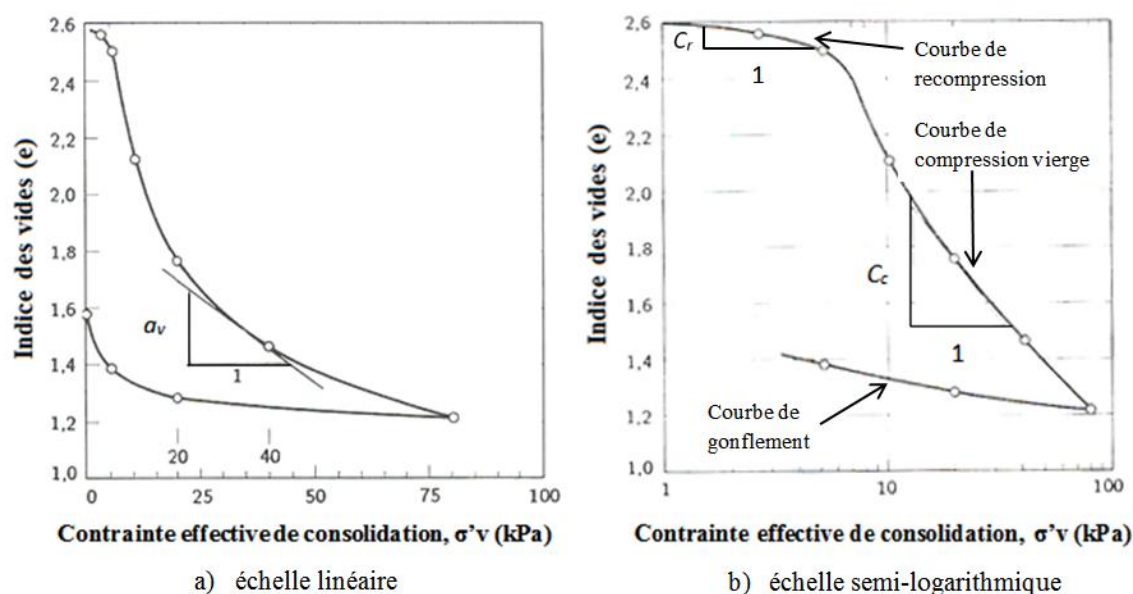 2,6
2,4
2,2
2,0
1,8
1,6
1,4
1,2
1,0
Indice des vides (e)
av
1
20
40
0
25
50
75
100
Contrainte effective de consolidation, σ’v (kPa)
a) échelle linéaire
2,6
2,4
2,2
2.0
1,8
1,6
1,4
1,2
1,0
Indice des vides (e)
Cr
1
Courbe de
recompression
Courbe de
compression vierge
Cc
1
Courbe de
gonflement
1
10
100
Contrainte effective de consolidation, σ’v (kPa)
b) échelle semi-logarithmique